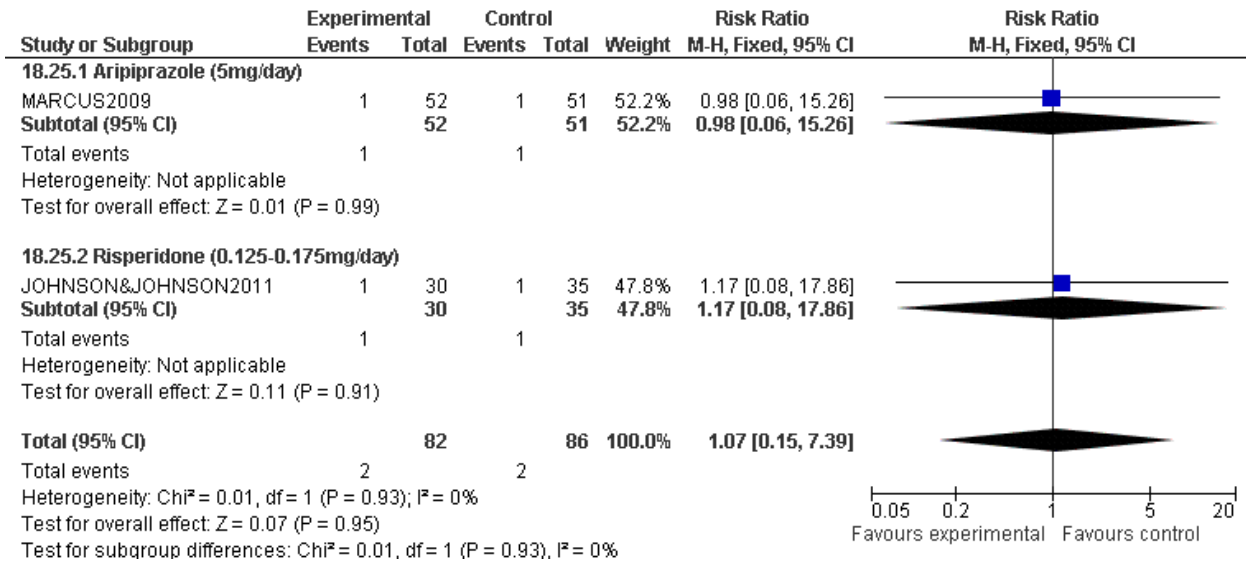 Experimental Control Risk Ratio Risk Ratio
Study or Subgroup Events Total Events Total Weight M-H, Fixed, 95% CI M-H, Fixed, 95% CI
18.25.1 Aripiprazole (5mg/day)
MARCUS2009 1 52 1 51 52.2% 0.98 [0.06, 15.26]
Subtotal (95% CI) 52 51 52.2% 0.98 [0.06, 15.26]
Total events 1 1
Heterogeneity: Not applicable
Test for overall effect: Z = 0.01 (P = 0.99)
18.25.2 Risperidone (0.125-0.175mg/day)
JOHNSON&JOHNSON2011 1 30 1 35 47.8% 1.17 [0.08, 17.86]
Subtotal (95% CI) 30 35 47.8% 1.17 [0.08, 17.86]
Total events 1 1
Heterogeneity: Not applicable
Test for overall effect: Z = 0.11 (P = 0.91)
Total (95% CI) 82 86 100.0% 1.07 [0.15, 7.39]
Total events 2 2
Heterogeneity: Chi² = 0.01, df = 1 (P = 0.93); I² = 0%
Test for overall effect: Z = 0.07 (P = 0.95)
Test for subgroup differences: Chi² = 0.01, df = 1 (P = 0.93), I² = 0%
0.05 0.2 1 5 20
Favours experimental Favours control